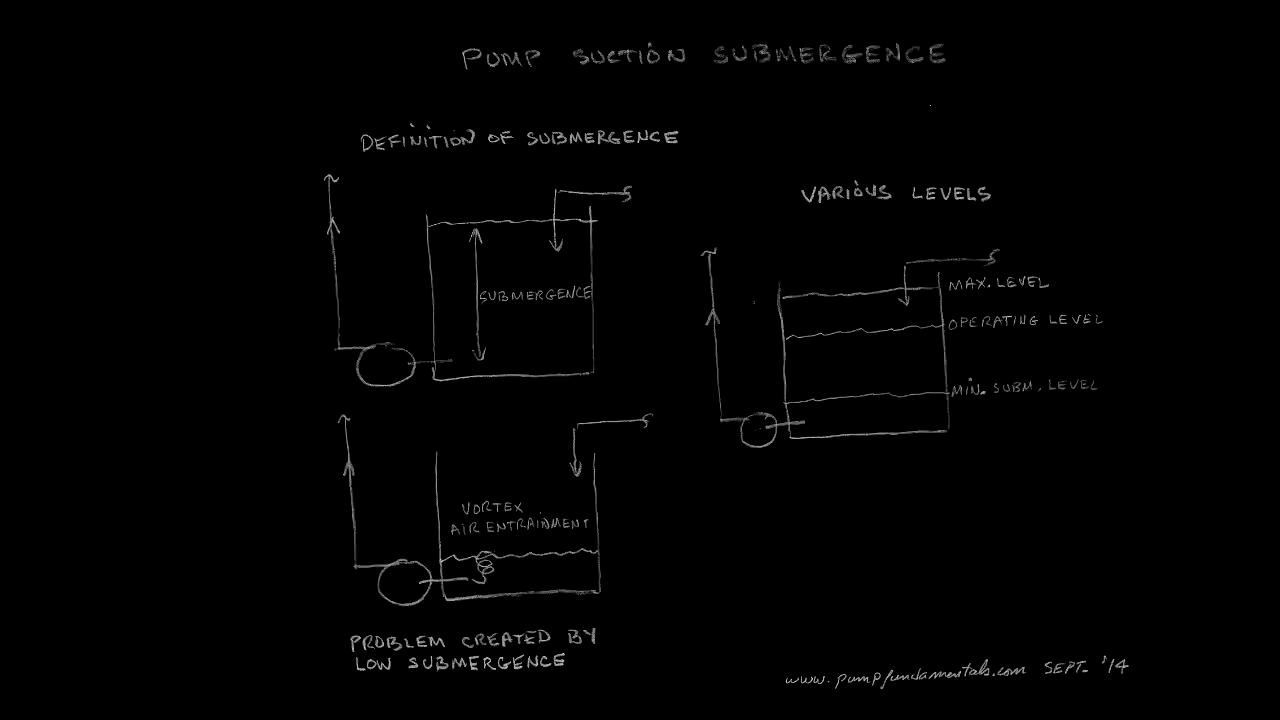 PUMP SUCTION SUBMERGENCE
DEFINITION OF SUBMERGENCE
SUBMERGENCE
VARIOUS LEVELS
MAX. LEVEL
OPERATING LEVEL
MIN. SUBM. LEVEL
VORTEX
AIR ENTRAINMENT
PROBLEM CREATED BY
LOW SUBMERGENCE
www.pumpfundamentals.com SEPT. '14